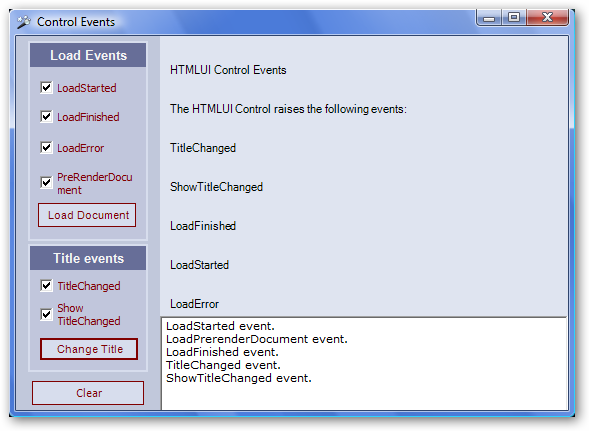 Control Events
Load Events
LoadStarted
LoadFinished
LoadError
PreRenderDocu
ment
Load Document
Title events
TitleChanged
Show
TitleChanged
Change Title
Clear
HTMLUI Control Events
The HTMLUI Control raises the following events:
TitleChanged
ShowTitleChanged
LoadFinished
LoadStarted
LoadError
LoadStarted event.
LoadPrerenderDocument event.
LoadFinished event.
TitleChanged event.
ShowTitleChanged event.